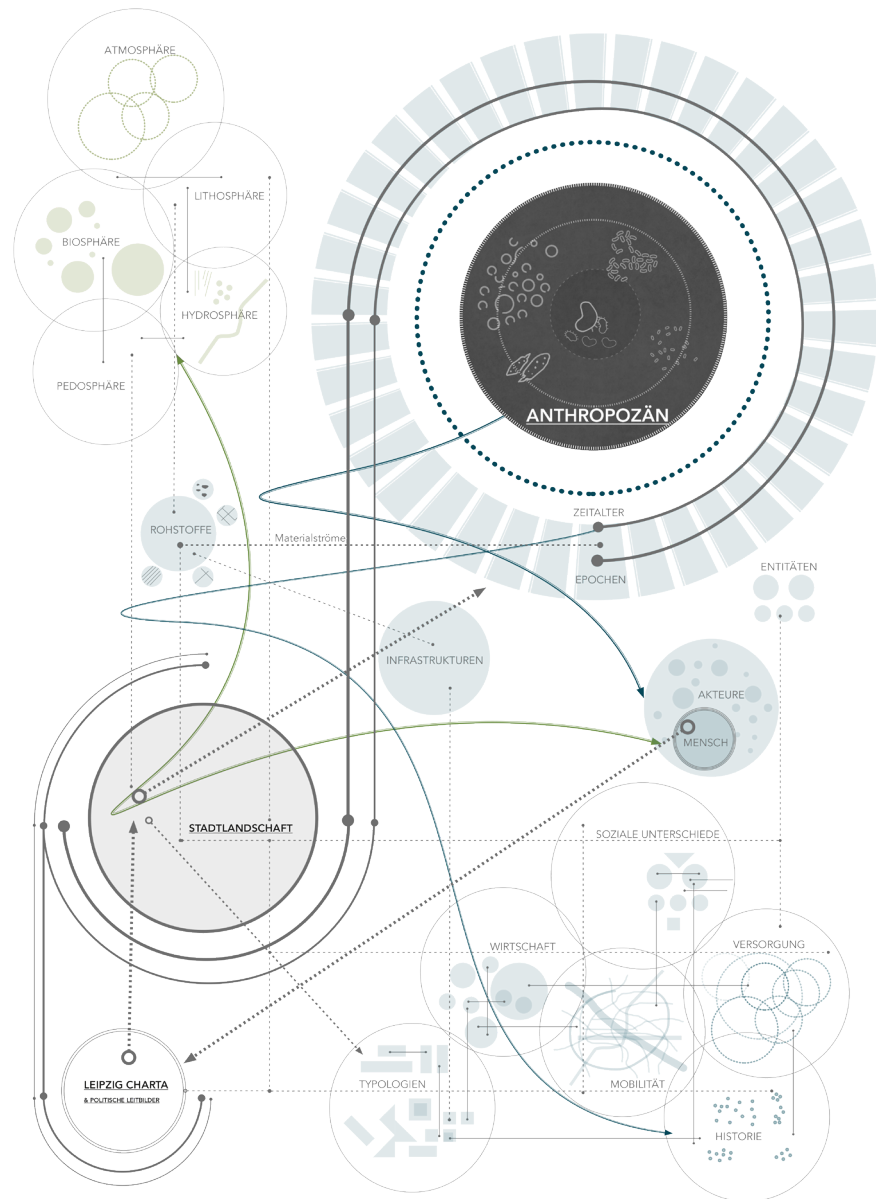 ATMOSPHÄRE
LITHOSPHÄRE
BIOSPHÄRE
HYDROSPHÄRE
PEDOSPHÄRE
ANTHROPOZÄN
ZEITALTER
ROHSTOFFE
Materialströme
EPOCHEN
ENTITÄTEN
INFRASTRUKTUREN
AKTEURE
MENSCH
STADTLANDSCHAFT
SOZIALE UNTERSCHIEDE
WIRTSCHAFT
VERSORGUNG
LEIPZIG CHARTA
& POLITISCHE LEITBILDER
TYPOLOGIEN
MOBILITÄT
HISTORIE